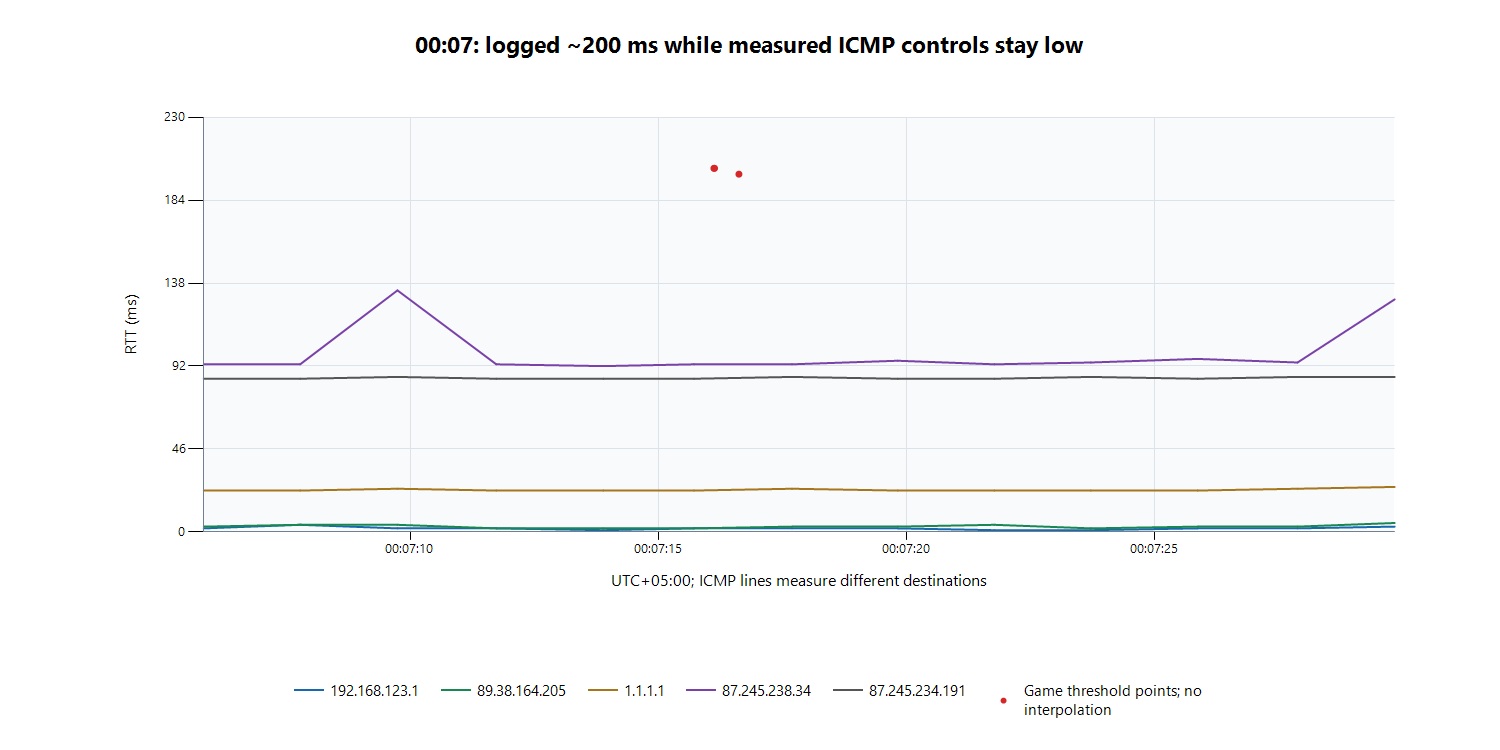 00:07: logged ~200 ms while measured ICMP controls stay low
230
184
138
92
46
0
RTT (ms)
00:07:10 00:07:15 00:07:20 00:07:25
UTC+05:00; ICMP lines measure different destinations
192.168.123.1 89.38.164.205 1.1.1.1 87.245.238.34 87.245.234.191 Game threshold points; no
interpolation